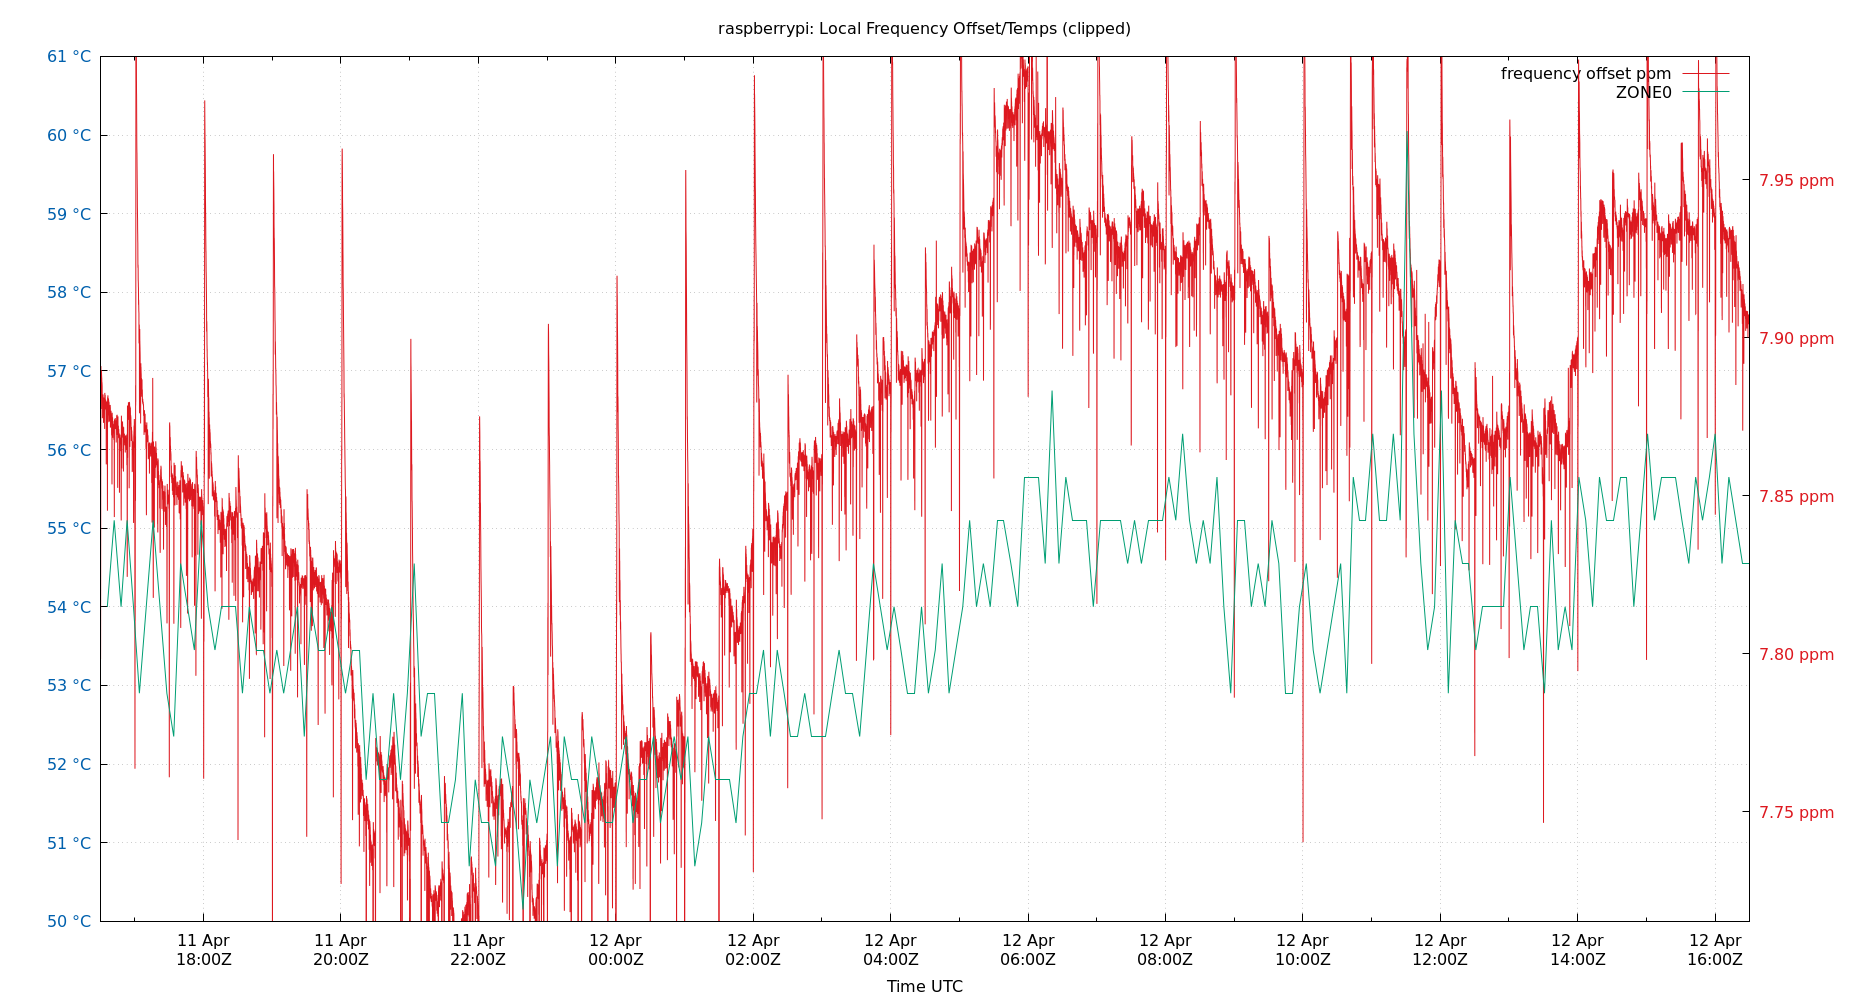 raspberrypi: Local Frequency Offset/Temps (clipped)
61 °C
60 °C
59 °C
58 °C
57 °C
56 °C
55 °C
54 °C
53 °C
52 °C
51 °C
50 °C
frequency offset ppm
ZONE0
7.95 ppm
7.90 ppm
7.85 ppm
7.80 ppm
7.75 ppm
11 Apr 11 Apr 11 Apr 12 Apr 12 Apr 12 Apr 12 Apr 12 Apr 12 Apr 12 Apr 12 Apr 12 Apr
18:00Z 20:00Z 22:00Z 00:00Z 02:00Z 04:00Z 06:00Z 08:00Z 10:00Z 12:00Z 14:00Z 16:00Z
Time UTC